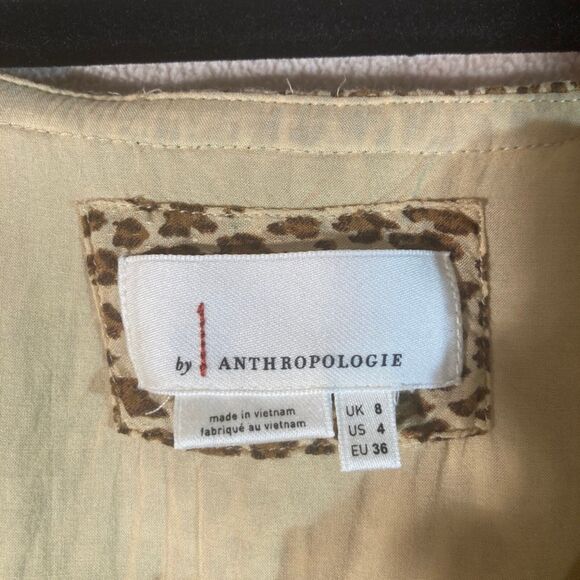 by ANTHROPOLOGIE
made in vietnam
fabriqué au vietnam
UK 8
US 4
EU 36